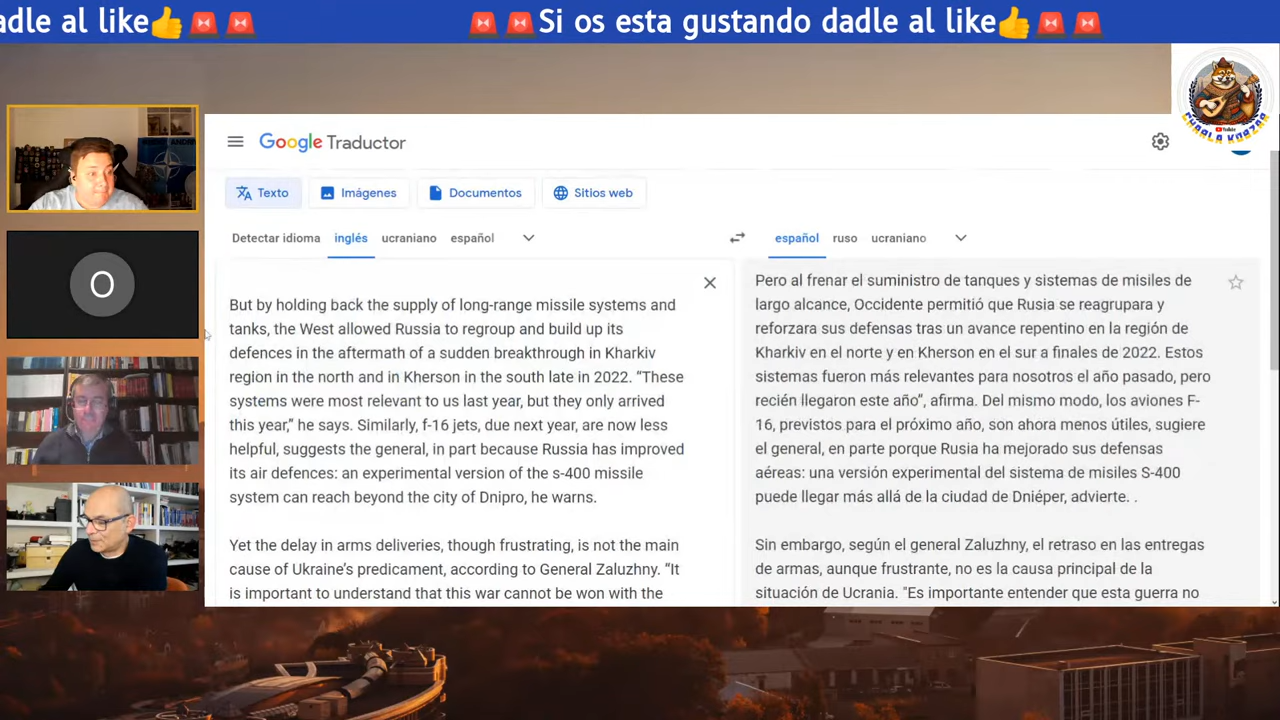 adle al like👍🚨🚨
🚨🚨Si os esta gustando dadle al like👍🚨🚨
CHARLA KOBZAR
YouTube
Google Traductor
Texto
Imágenes
Documentos
Sitios web
Detectar idioma
inglés
ucraniano
español
español
ruso
ucraniano
O
But by holding back the supply of long-range missile systems and
tanks, the West allowed Russia to regroup and build up its
defences in the aftermath of a sudden breakthrough in Kharkiv
region in the north and in Kherson in the south late in 2022. “These
systems were most relevant to us last year, but they only arrived
this year,” he says. Similarly, f-16 jets, due next year, are now less
helpful, suggests the general, in part because Russia has improved
its air defences: an experimental version of the s-400 missile
system can reach beyond the city of Dnipro, he warns.
Yet the delay in arms deliveries, though frustrating, is not the main
cause of Ukraine’s predicament, according to General Zaluzhny. “It
is important to understand that this war cannot be won with the
Pero al frenar el suministro de tanques y sistemas de misiles de
largo alcance, Occidente permitió que Rusia se reagrupara y
reforzara sus defensas tras un avance repentino en la región de
Kharkiv en el norte y en Kherson en el sur a finales de 2022. Estos
sistemas fueron más relevantes para nosotros el año pasado, pero
recién llegaron este año”, afirma. Del mismo modo, los aviones F-
16, previstos para el próximo año, son ahora menos útiles, sugiere
el general, en parte porque Rusia ha mejorado sus defensas
aéreas: una versión experimental del sistema de misiles S-400
puede llegar más allá de la ciudad de Dniéper, advierte. .
Sin embargo, según el general Zaluzhny, el retraso en las entregas
de armas, aunque frustrante, no es la causa principal de la
situación de Ucrania. "Es importante entender que esta guerra no